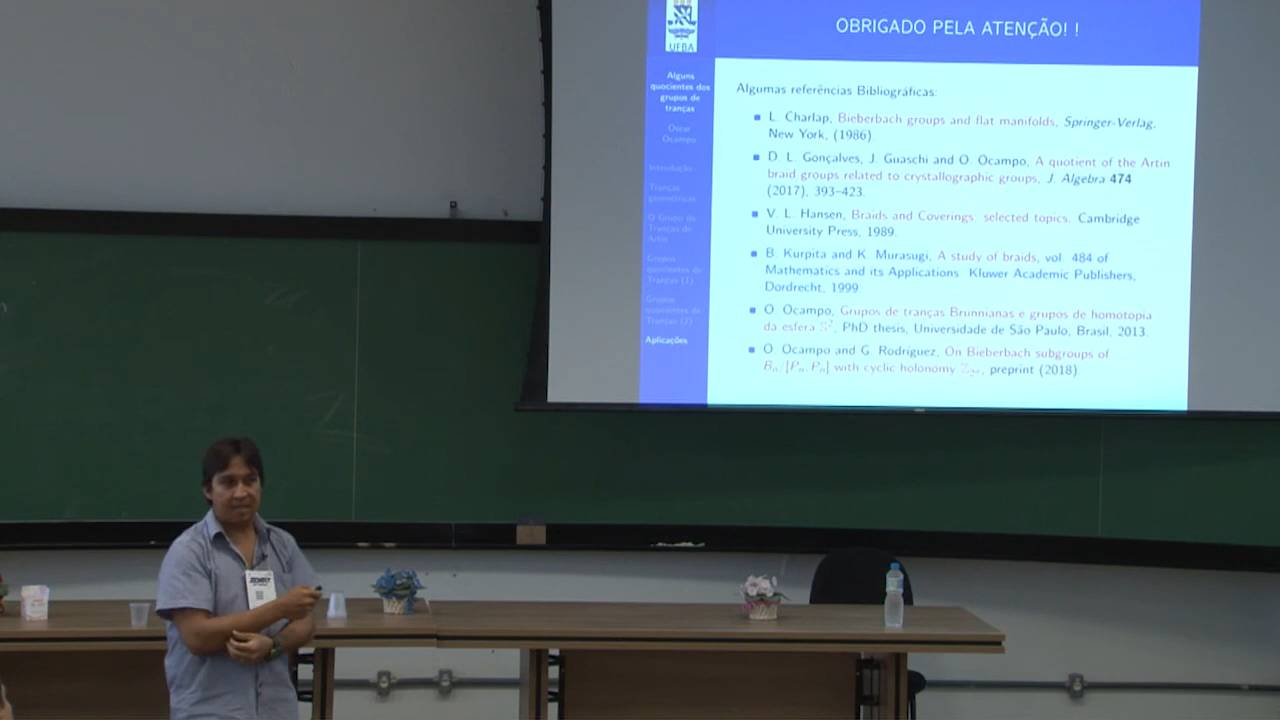 OBRIGADO PELA ATENÇÃO! !
UFBA
Alguns
quocientes dos
grupos de
tranças
Oscar
Ocampo
Introdução
Tranças
geométricas
O Grupo de
Tranças de
Artin
Grupos
quocientes de
Tranças (1)
Grupos
quocientes de
Tranças (2)
Aplicações
Algumas referências Bibliográficas:
L. Charlap, Bieberbach groups and flat manifolds, Springer-Verlag,
New York, (1986)
D. L. Gonçalves, J. Guaschi and O. Ocampo, A quotient of the Artin
braid groups related to crystallographic groups, J. Algebra 474
(2017), 393–423.
V. L. Hansen, Braids and Coverings: selected topics. Cambridge
University Press, 1989.
B. Kurpita and K. Murasugi, A study of braids, vol. 484 of
Mathematics and its Applications. Kluwer Academic Publishers,
Dordrecht, 1999.
O. Ocampo, Grupos de tranças Brunnianas e grupos de homotopia
da esfera S², PhD thesis, Universidade de São Paulo, Brasil, 2013.
O. Ocampo and G. Rodríguez, On Bieberbach subgroups of
Bₙ/[Pₙ, Pₙ] with cyclic holonomy, preprint (2018)